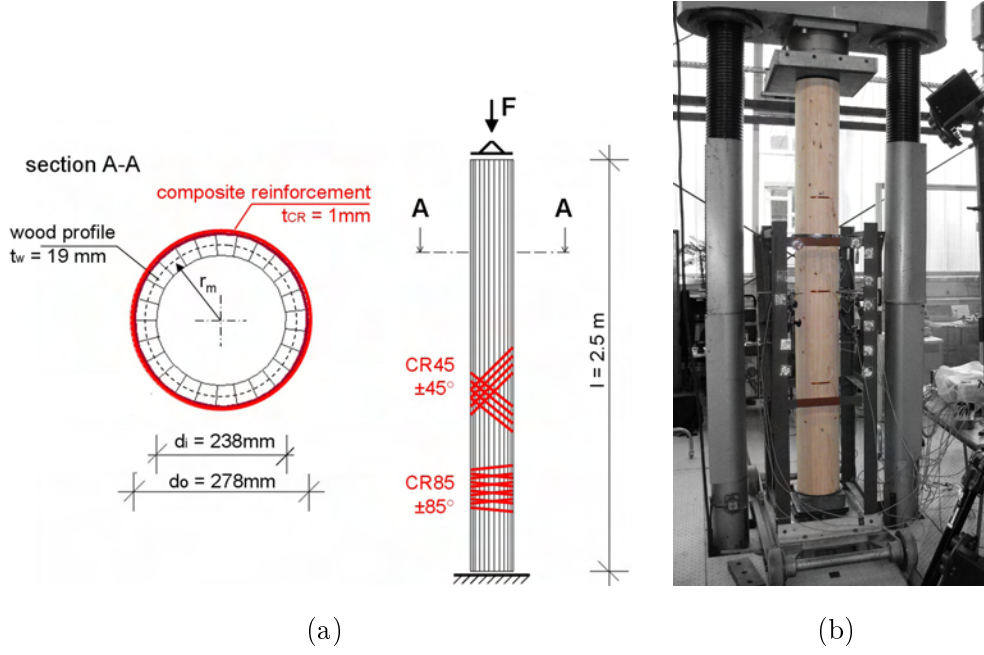 section A-A
composite reinforcement
tCR = 1mm
wood profile
tw = 19 mm
rm
di = 238mm
do = 278mm
F
A A
CR45
±45°
CR85
±85°
l = 2.5 m
(a)
(b)